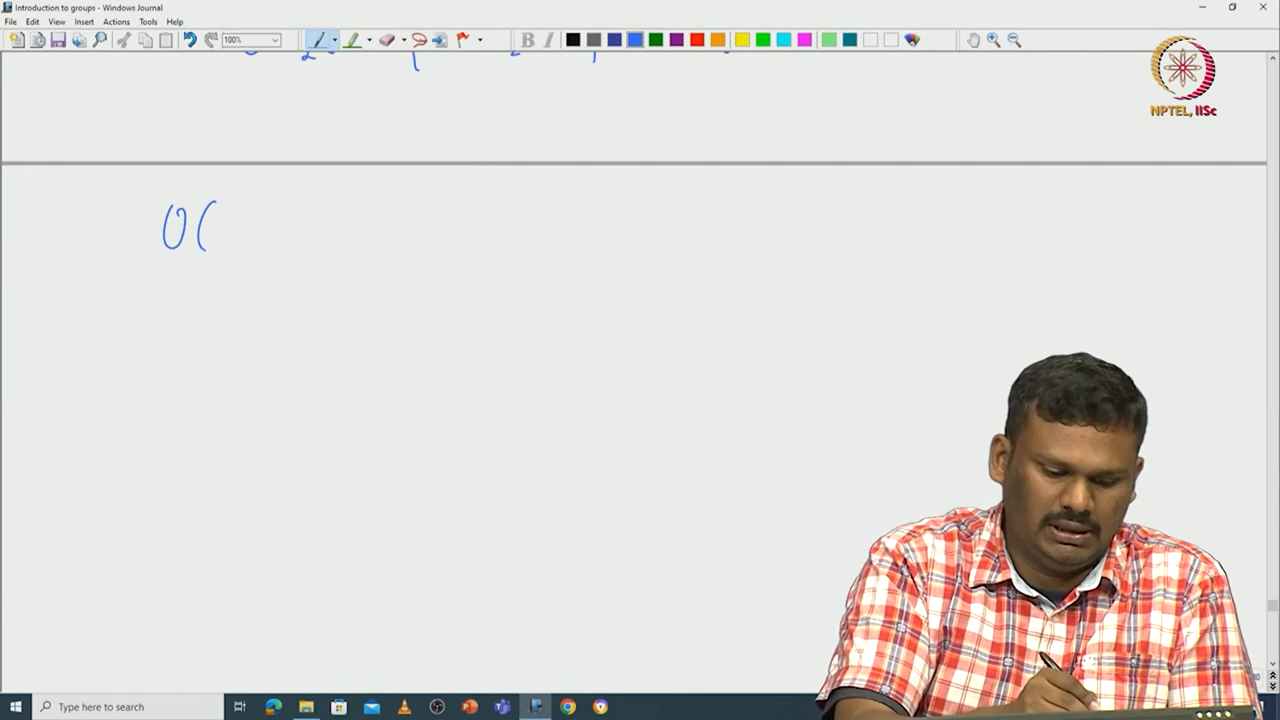 Introduction to groups - Windows Journal
File Edit View Insert Actions Tools Help
100%
B I
NPTEL, IISc
O(
Type here to search